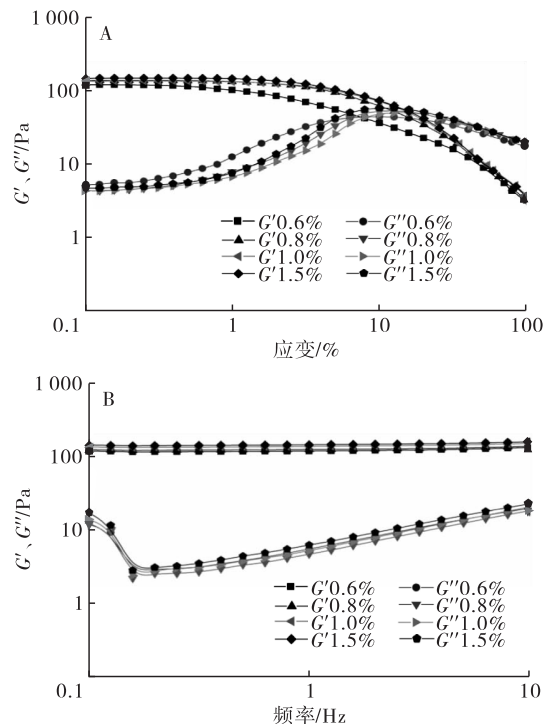 A
1 000
100
10
1
0.1
G′、G″/Pa
G′0.6% G″0.6%
G′0.8% G″0.8%
G′1.0% G″1.0%
G′1.5% G″1.5%
1 10 100
应变/%
B
1 000
100
10
1
0.1
G′、G″/Pa
G′0.6% G″0.6%
G′0.8% G″0.8%
G′1.0% G″1.0%
G′1.5% G″1.5%
1 10
频率/Hz